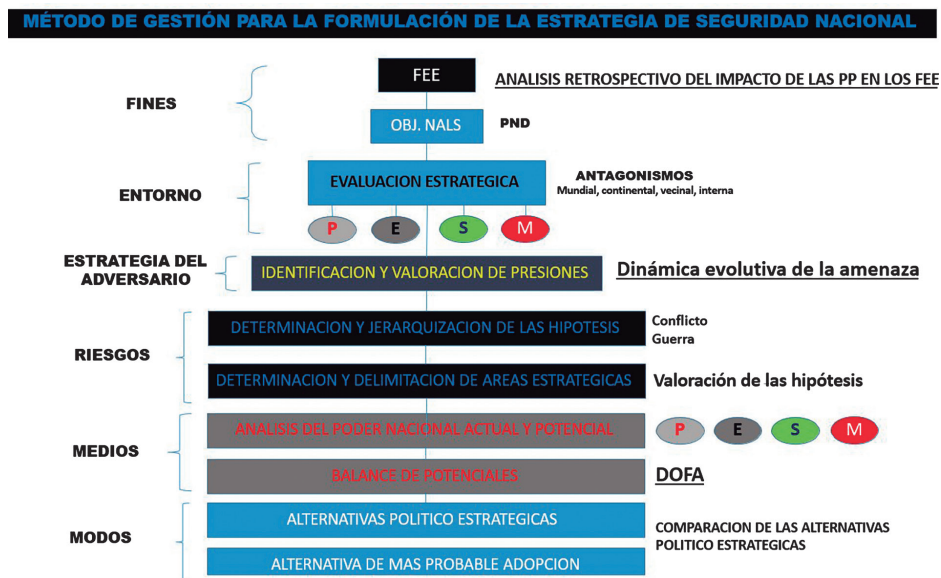 MÉTODO DE GESTIÓN PARA LA FORMULACIÓN DE LA ESTRATEGIA DE SEGURIDAD NACIONAL
FINES
FEE
ANALISIS RETROSPECTIVO DEL IMPACTO DE LAS PP EN LOS FEE
OBJ. NALS
PND
ENTORNO
EVALUACION ESTRATEGICA
ANTAGONISMOS
Mundial, continental, vecinal, interna
P E S M
ESTRATEGIA DEL
ADVERSARIO
IDENTIFICACION Y VALORACION DE PRESIONES
Dinámica evolutiva de la amenaza
RIESGOS
DETERMINACION Y JERARQUIZACION DE LAS HIPOTESIS
Conflicto
Guerra
DETERMINACION Y DELIMITACION DE AREAS ESTRATEGICAS
Valoración de las hipótesis
MEDIOS
ANALISIS DEL PODER NACIONAL ACTUAL Y POTENCIAL
P E S M
BALANCE DE POTENCIALES
DOFA
MODOS
ALTERNATIVAS POLITICO ESTRATEGICAS
COMPARACION DE LAS ALTERNATIVAS
POLITICO ESTRATEGICAS
ALTERNATIVA DE MAS PROBABLE ADOPCION